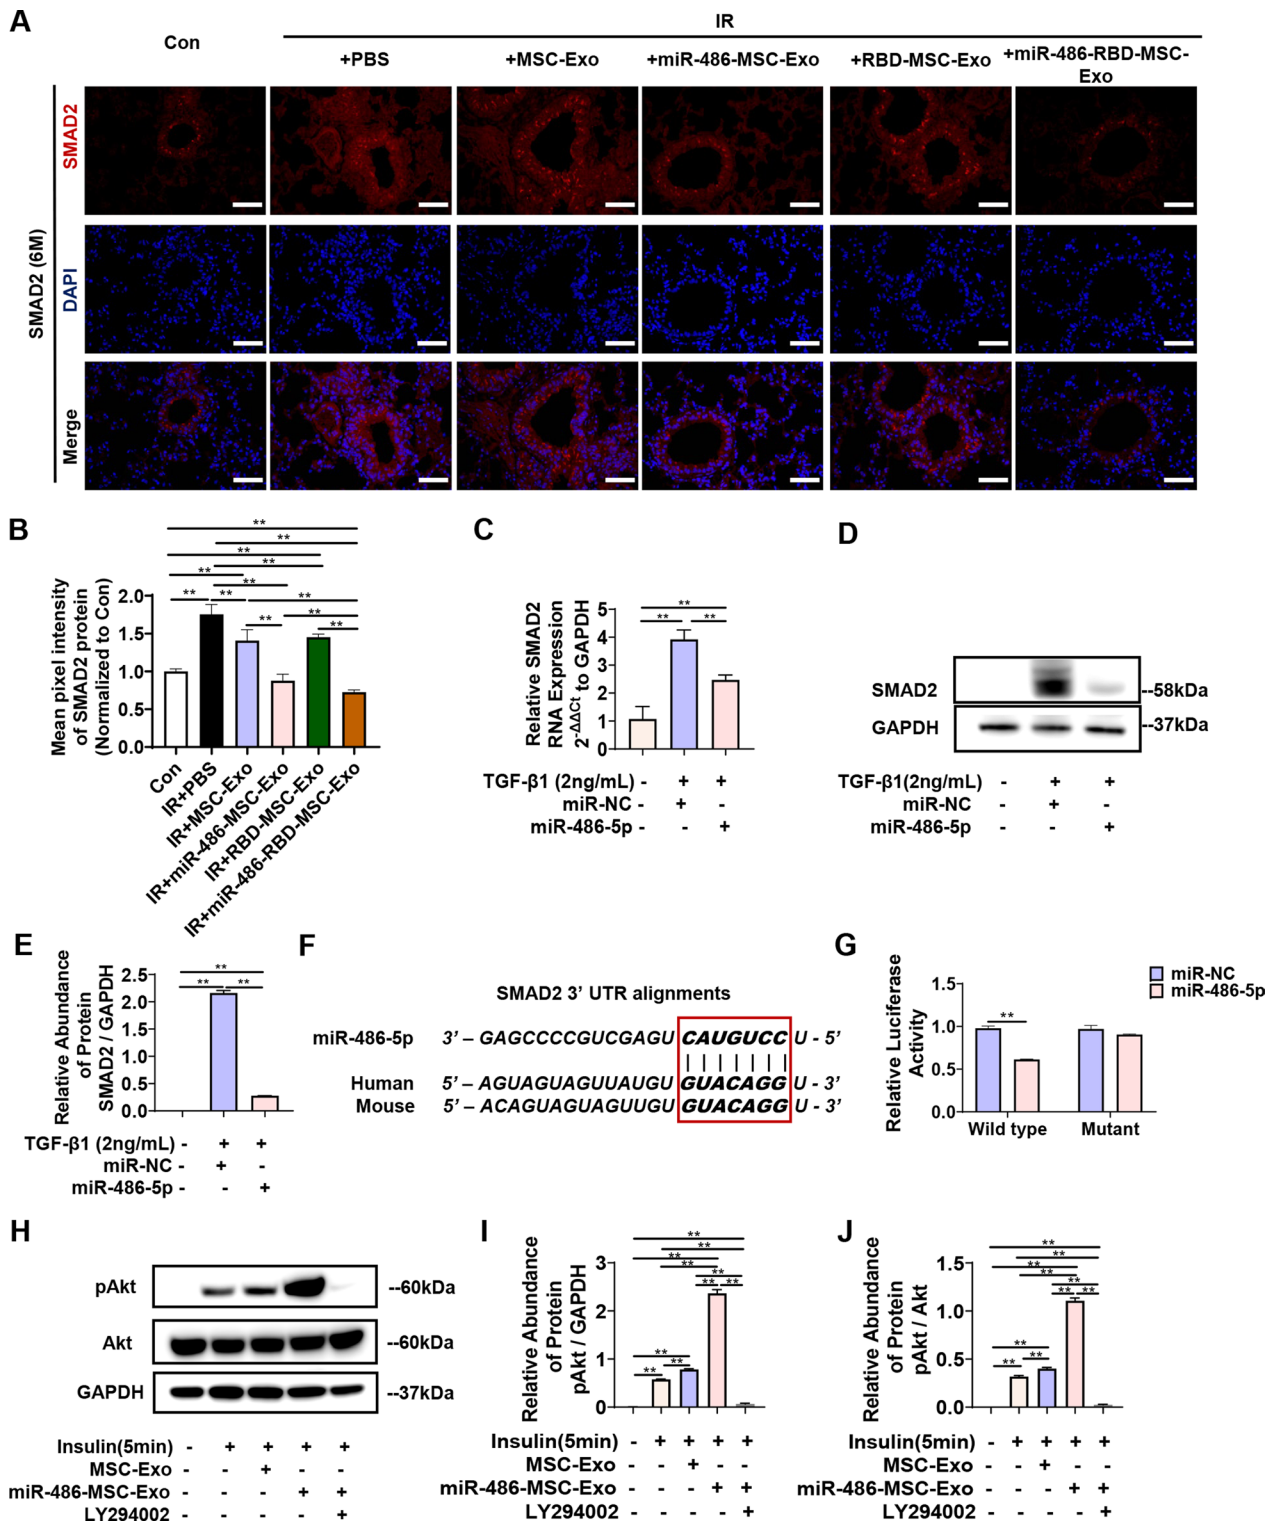 A
Con
IR
+PBS
+MSC-Exo
+miR-486-MSC-Exo
+RBD-MSC-Exo
+miR-486-RBD-MSC-
Exo
SMAD2 (6M)
SMAD2
DAPI
Merge
B
Mean pixel intensity
of SMAD2 protein
(Normalized to Con)
2.0
1.5
1.0
0.5
0.0
** ** ** ** ** ** ** ** ** ** ** **
Con
IR+PBS
IR+MSC-Exo
IR+miR-486-MSC-Exo
IR+RBD-MSC-Exo
IR+miR-486-RBD-MSC-Exo
C
Relative SMAD2
RNA Expression
2-ΔΔCt to GAPDH
5
4
3
2
1
0
**
** **
TGF-β1 (2ng/mL) - + +
miR-NC - + -
miR-486-5p - - +
D
SMAD2 --58kDa
GAPDH --37kDa
TGF-β1(2ng/mL) - + +
miR-NC - + -
miR-486-5p - - +
E
Relative Abundance
of Protein
SMAD2 / GAPDH
2.5
2.0
1.5
1.0
0.5
0.0
**
** **
TGF-β1 (2ng/mL) - + +
miR-NC - + -
miR-486-5p - - +
F
SMAD2 3’ UTR alignments
miR-486-5p 3’ – GAGCCCCGUCGAGU CAUGUCC U - 5’
Human 5’ – AGUAGUAGUUAUGU GUACAGG U - 3’
Mouse 5’ – ACAGUAGUAGUUGU GUACAGG U - 3’
G
Relative Luciferase
Activity
1.5
1.0
0.5
0.0
**
Wild type Mutant
miR-NC
miR-486-5p
H
pAkt --60kDa
Akt --60kDa
GAPDH --37kDa
Insulin(5min) - + + + +
MSC-Exo - - + - -
miR-486-MSC-Exo - - - + +
LY294002 - - - - +
I
Relative Abundance
of Protein
pAkt / GAPDH
3
2
1
0
**
**
**
**
**
** **
**
** **
Insulin(5min) - + + + +
MSC-Exo - - + - -
miR-486-MSC-Exo - - - + +
LY294002 - - - - +
J
Relative Abundance
of Protein
pAkt / Akt
1.5
1.0
0.5
0.0
**
**
**
**
**
** **
**
** **
Insulin(5min) - + + + +
MSC-Exo - - + - -
miR-486-MSC-Exo - - - + +
LY294002 - - - - +